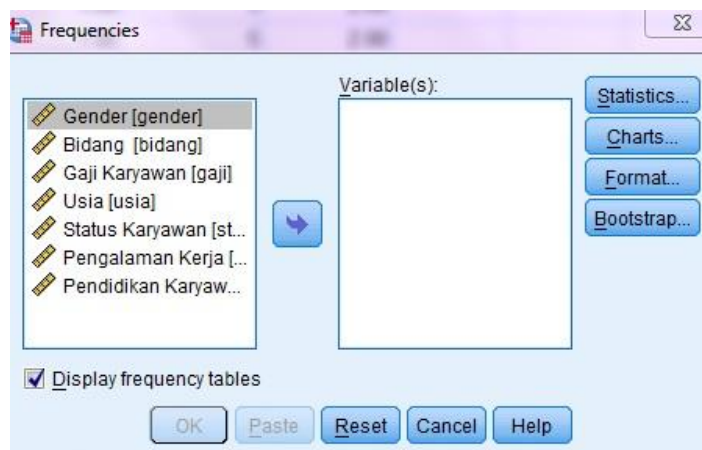 Frequencies
Variable(s):
Gender [gender]
Bidang [bidang]
Gaji Karyawan [gaji]
Usia [usia]
Status Karyawan [st...
Pengalaman Kerja [...
Pendidikan Karyaw...
Statistics...
Charts...
Format...
Bootstrap...
Display frequency tables
OK Paste Reset Cancel Help